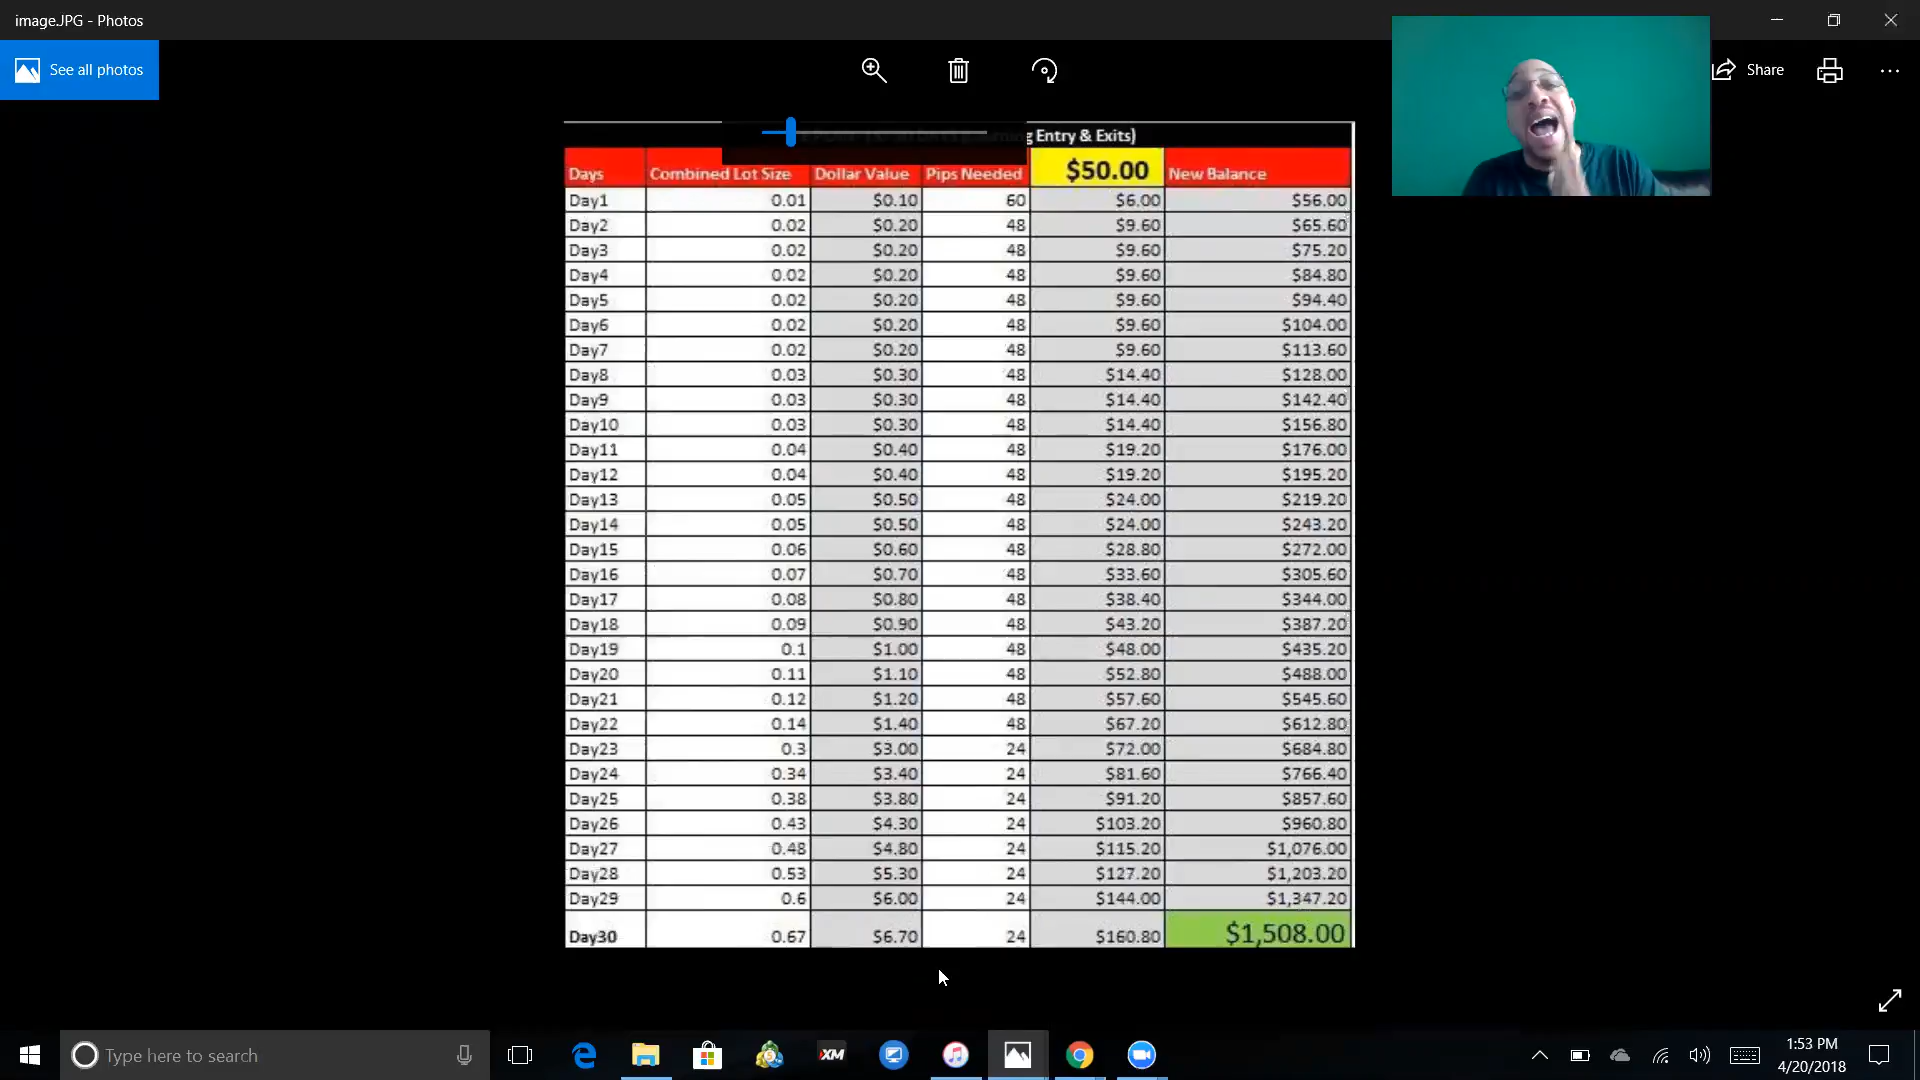 image.JPG - Photos
See all photos
Share
Entry & Exits)
Days Combined Lot Size Dollar Value Pips Needed $50.00 New Balance
Day1 0.01 $0.10 60 $6.00 $56.00
Day2 0.02 $0.20 48 $9.60 $65.60
Day3 0.02 $0.20 48 $9.60 $75.20
Day4 0.02 $0.20 48 $9.60 $84.80
Day5 0.02 $0.20 48 $9.60 $94.40
Day6 0.02 $0.20 48 $9.60 $104.00
Day7 0.02 $0.20 48 $9.60 $113.60
Day8 0.03 $0.30 48 $14.40 $128.00
Day9 0.03 $0.30 48 $14.40 $142.40
Day10 0.03 $0.30 48 $14.40 $156.80
Day11 0.04 $0.40 48 $19.20 $176.00
Day12 0.04 $0.40 48 $19.20 $195.20
Day13 0.05 $0.50 48 $24.00 $219.20
Day14 0.05 $0.50 48 $24.00 $243.20
Day15 0.06 $0.60 48 $28.80 $272.00
Day16 0.07 $0.70 48 $33.60 $305.60
Day17 0.08 $0.80 48 $38.40 $344.00
Day18 0.09 $0.90 48 $43.20 $387.20
Day19 0.1 $1.00 48 $48.00 $435.20
Day20 0.11 $1.10 48 $52.80 $488.00
Day21 0.12 $1.20 48 $57.60 $545.60
Day22 0.14 $1.40 48 $67.20 $612.80
Day23 0.3 $3.00 24 $72.00 $684.80
Day24 0.34 $3.40 24 $81.60 $766.40
Day25 0.38 $3.80 24 $91.20 $857.60
Day26 0.43 $4.30 24 $103.20 $960.80
Day27 0.48 $4.80 24 $115.20 $1,076.00
Day28 0.53 $5.30 24 $127.20 $1,203.20
Day29 0.6 $6.00 24 $144.00 $1,347.20
Day30 0.67 $6.70 24 $160.80 $1,508.00
Type here to search
XM
1:53 PM
4/20/2018